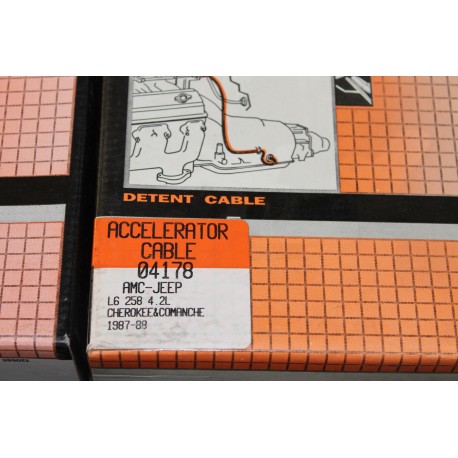 DETENT CABLE
ACCELERATOR
CABLE
04178
AMC-JEEP
L6 258 4.2L
CHEROKEE&COMANCHE
1987-89